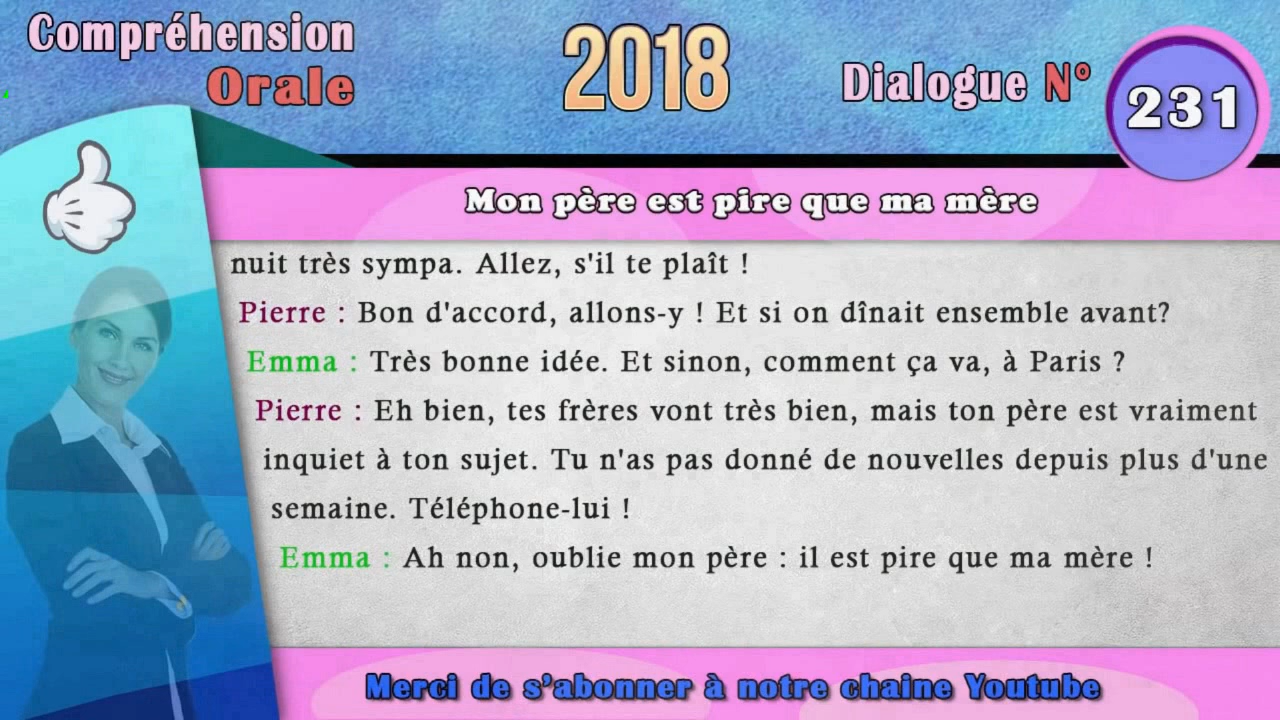 Compréhension
Orale
2018
Dialogue N°
231
Mon père est pire que ma mère
nuit très sympa. Allez, s'il te plaît !
Pierre : Bon d'accord, allons-y ! Et si on dînait ensemble avant?
Emma : Très bonne idée. Et sinon, comment ça va, à Paris ?
Pierre : Eh bien, tes frères vont très bien, mais ton père est vraiment
inquiet à ton sujet. Tu n'as pas donné de nouvelles depuis plus d'une
semaine. Téléphone-lui !
Emma : Ah non, oublie mon père : il est pire que ma mère !
Merci de s'abonner à notre chaine Youtube